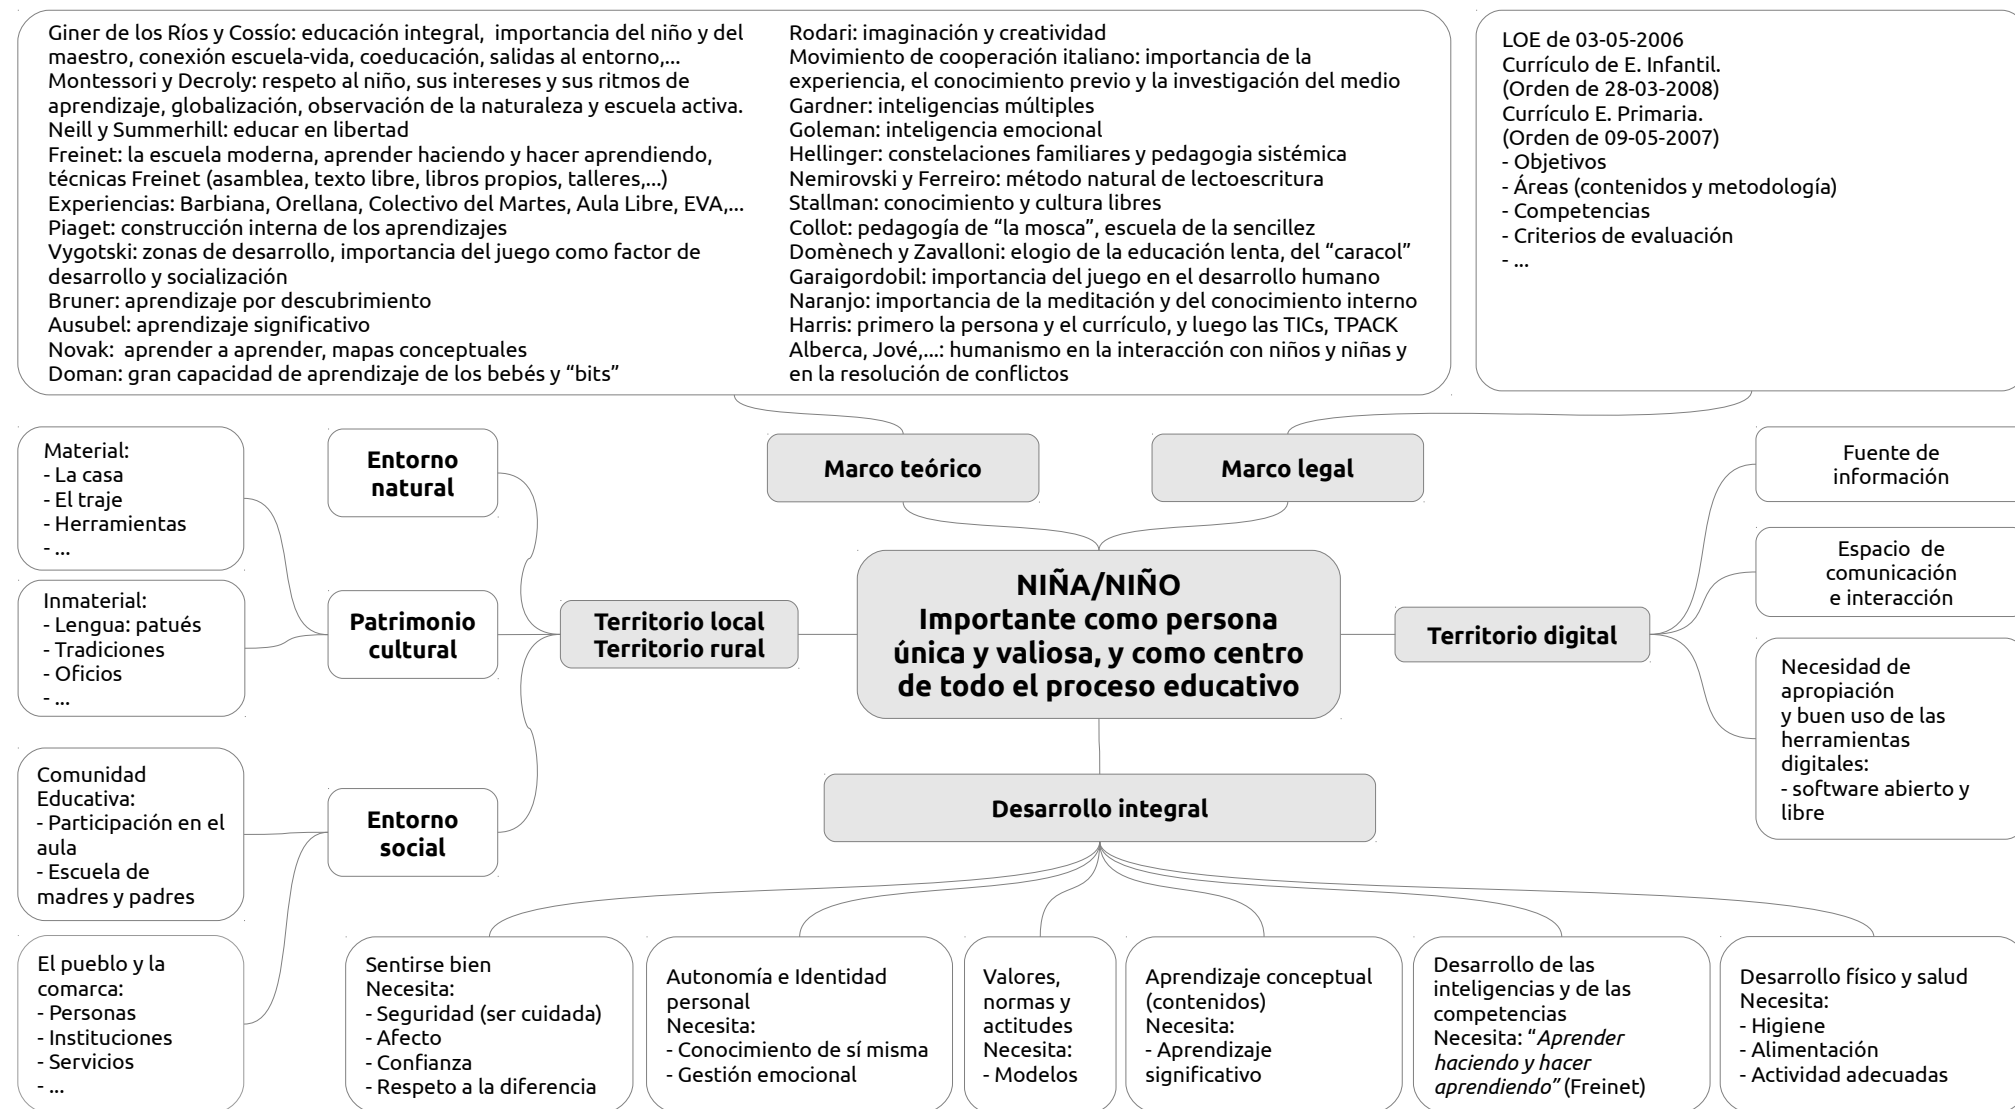 Giner de los Ríos y Cossío: educación integral,  importancia del niño y del
maestro, conexión escuela-vida, coeducación, salidas al entorno,...
Montessori y Decroly: respeto al niño, sus intereses y sus ritmos de
aprendizaje, globalización, observación de la naturaleza y escuela activa.
Neill y Summerhill: educar en libertad
Freinet: la escuela moderna, aprender haciendo y hacer aprendiendo,
técnicas Freinet (asamblea, texto libre, libros propios, talleres,...)
Experiencias: Barbiana, Orellana, Colectivo del Martes, Aula Libre, EVA,...
Piaget: construcción interna de los aprendizajes
Vygotski: zonas de desarrollo, importancia del juego como factor de
desarrollo y socialización
Bruner: aprendizaje por descubrimiento
Ausubel: aprendizaje significativo
Novak:  aprender a aprender, mapas conceptuales
Doman: gran capacidad de aprendizaje de los bebés y “bits”
Rodari: imaginación y creatividad
Movimiento de cooperación italiano: importancia de la
experiencia, el conocimiento previo y la investigación del medio
Gardner: inteligencias múltiples
Goleman: inteligencia emocional
Hellinger: constelaciones familiares y pedagogia sistémica
Nemirovski y Ferreiro: método natural de lectoescritura
Stallman: conocimiento y cultura libres
Collot: pedagogía de “la mosca”, escuela de la sencillez
Domènech y Zavalloni: elogio de la educación lenta, del “caracol”
Garaigordobil: importancia del juego en el desarrollo humano
Naranjo: importancia de la meditación y del conocimiento interno
Harris: primero la persona y el currículo, y luego las TICs, TPACK
Alberca, Jové,...: humanismo en la interacción con niños y niñas y
en la resolución de conflictos
LOE de 03-05-2006
Currículo de E. Infantil.
(Orden de 28-03-2008)
Currículo E. Primaria.
(Orden de 09-05-2007)
- Objetivos
- Áreas (contenidos y metodología)
- Competencias
- Criterios de evaluación
- ...
Material:
- La casa
- El traje
- Herramientas
- ...
Entorno
natural
Marco teórico
Marco legal
Fuente de
información
Inmaterial:
- Lengua: patués
- Tradiciones
- Oficios
- ...
Patrimonio
cultural
Territorio local
Territorio rural
NIÑA/NIÑO
Importante como persona
única y valiosa, y como centro
de todo el proceso educativo
Territorio digital
Espacio  de
comunicación
e interacción
Necesidad de
apropiación
y buen uso de las
herramientas
digitales:
- software abierto y
libre
Comunidad
Educativa:
- Participación en el
aula
- Escuela de
madres y padres
Entorno
social
Desarrollo integral
El pueblo y la
comarca:
- Personas
- Instituciones
- Servicios
- ...
Sentirse bien
Necesita:
- Seguridad (ser cuidada)
- Afecto
- Confianza
- Respeto a la diferencia
Autonomía e Identidad
personal
Necesita:
- Conocimiento de sí misma
- Gestión emocional
Valores,
normas y
actitudes
Necesita:
- Modelos
Aprendizaje conceptual
(contenidos)
Necesita:
- Aprendizaje
significativo
Desarrollo de las
inteligencias y de las
competencias
Necesita: “Aprender
haciendo y hacer
aprendiendo” (Freinet)
Desarrollo físico y salud
Necesita:
- Higiene
- Alimentación
- Actividad adecuadas